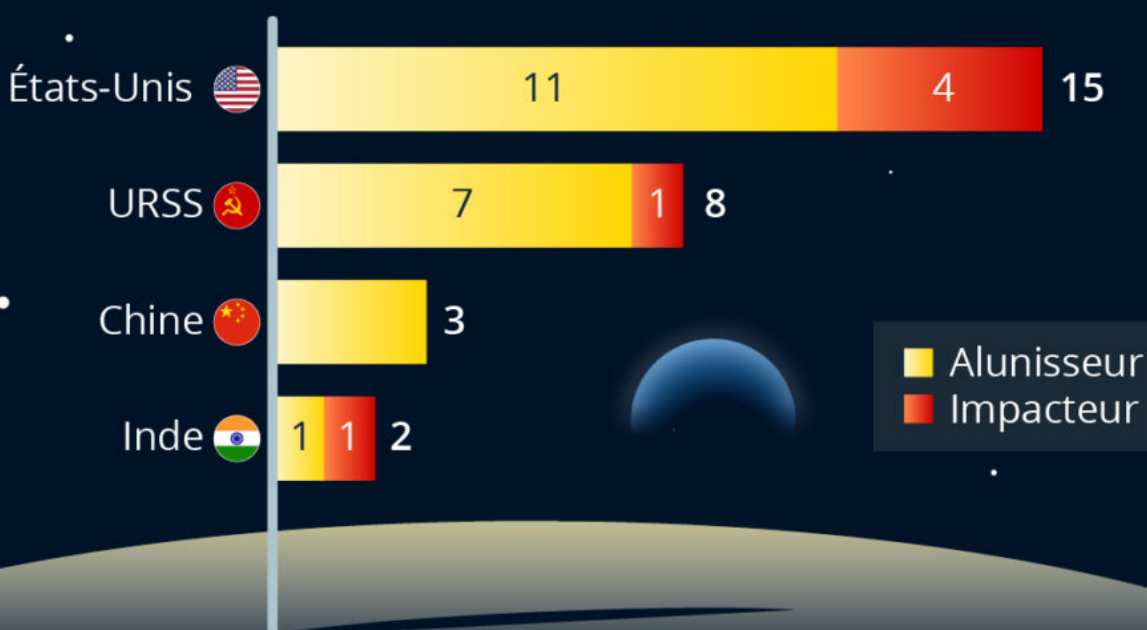 États-Unis 11 4 15
URSS 7 1 8
Chine 3
Inde 1 1 2
Alunisseur
Impacteur